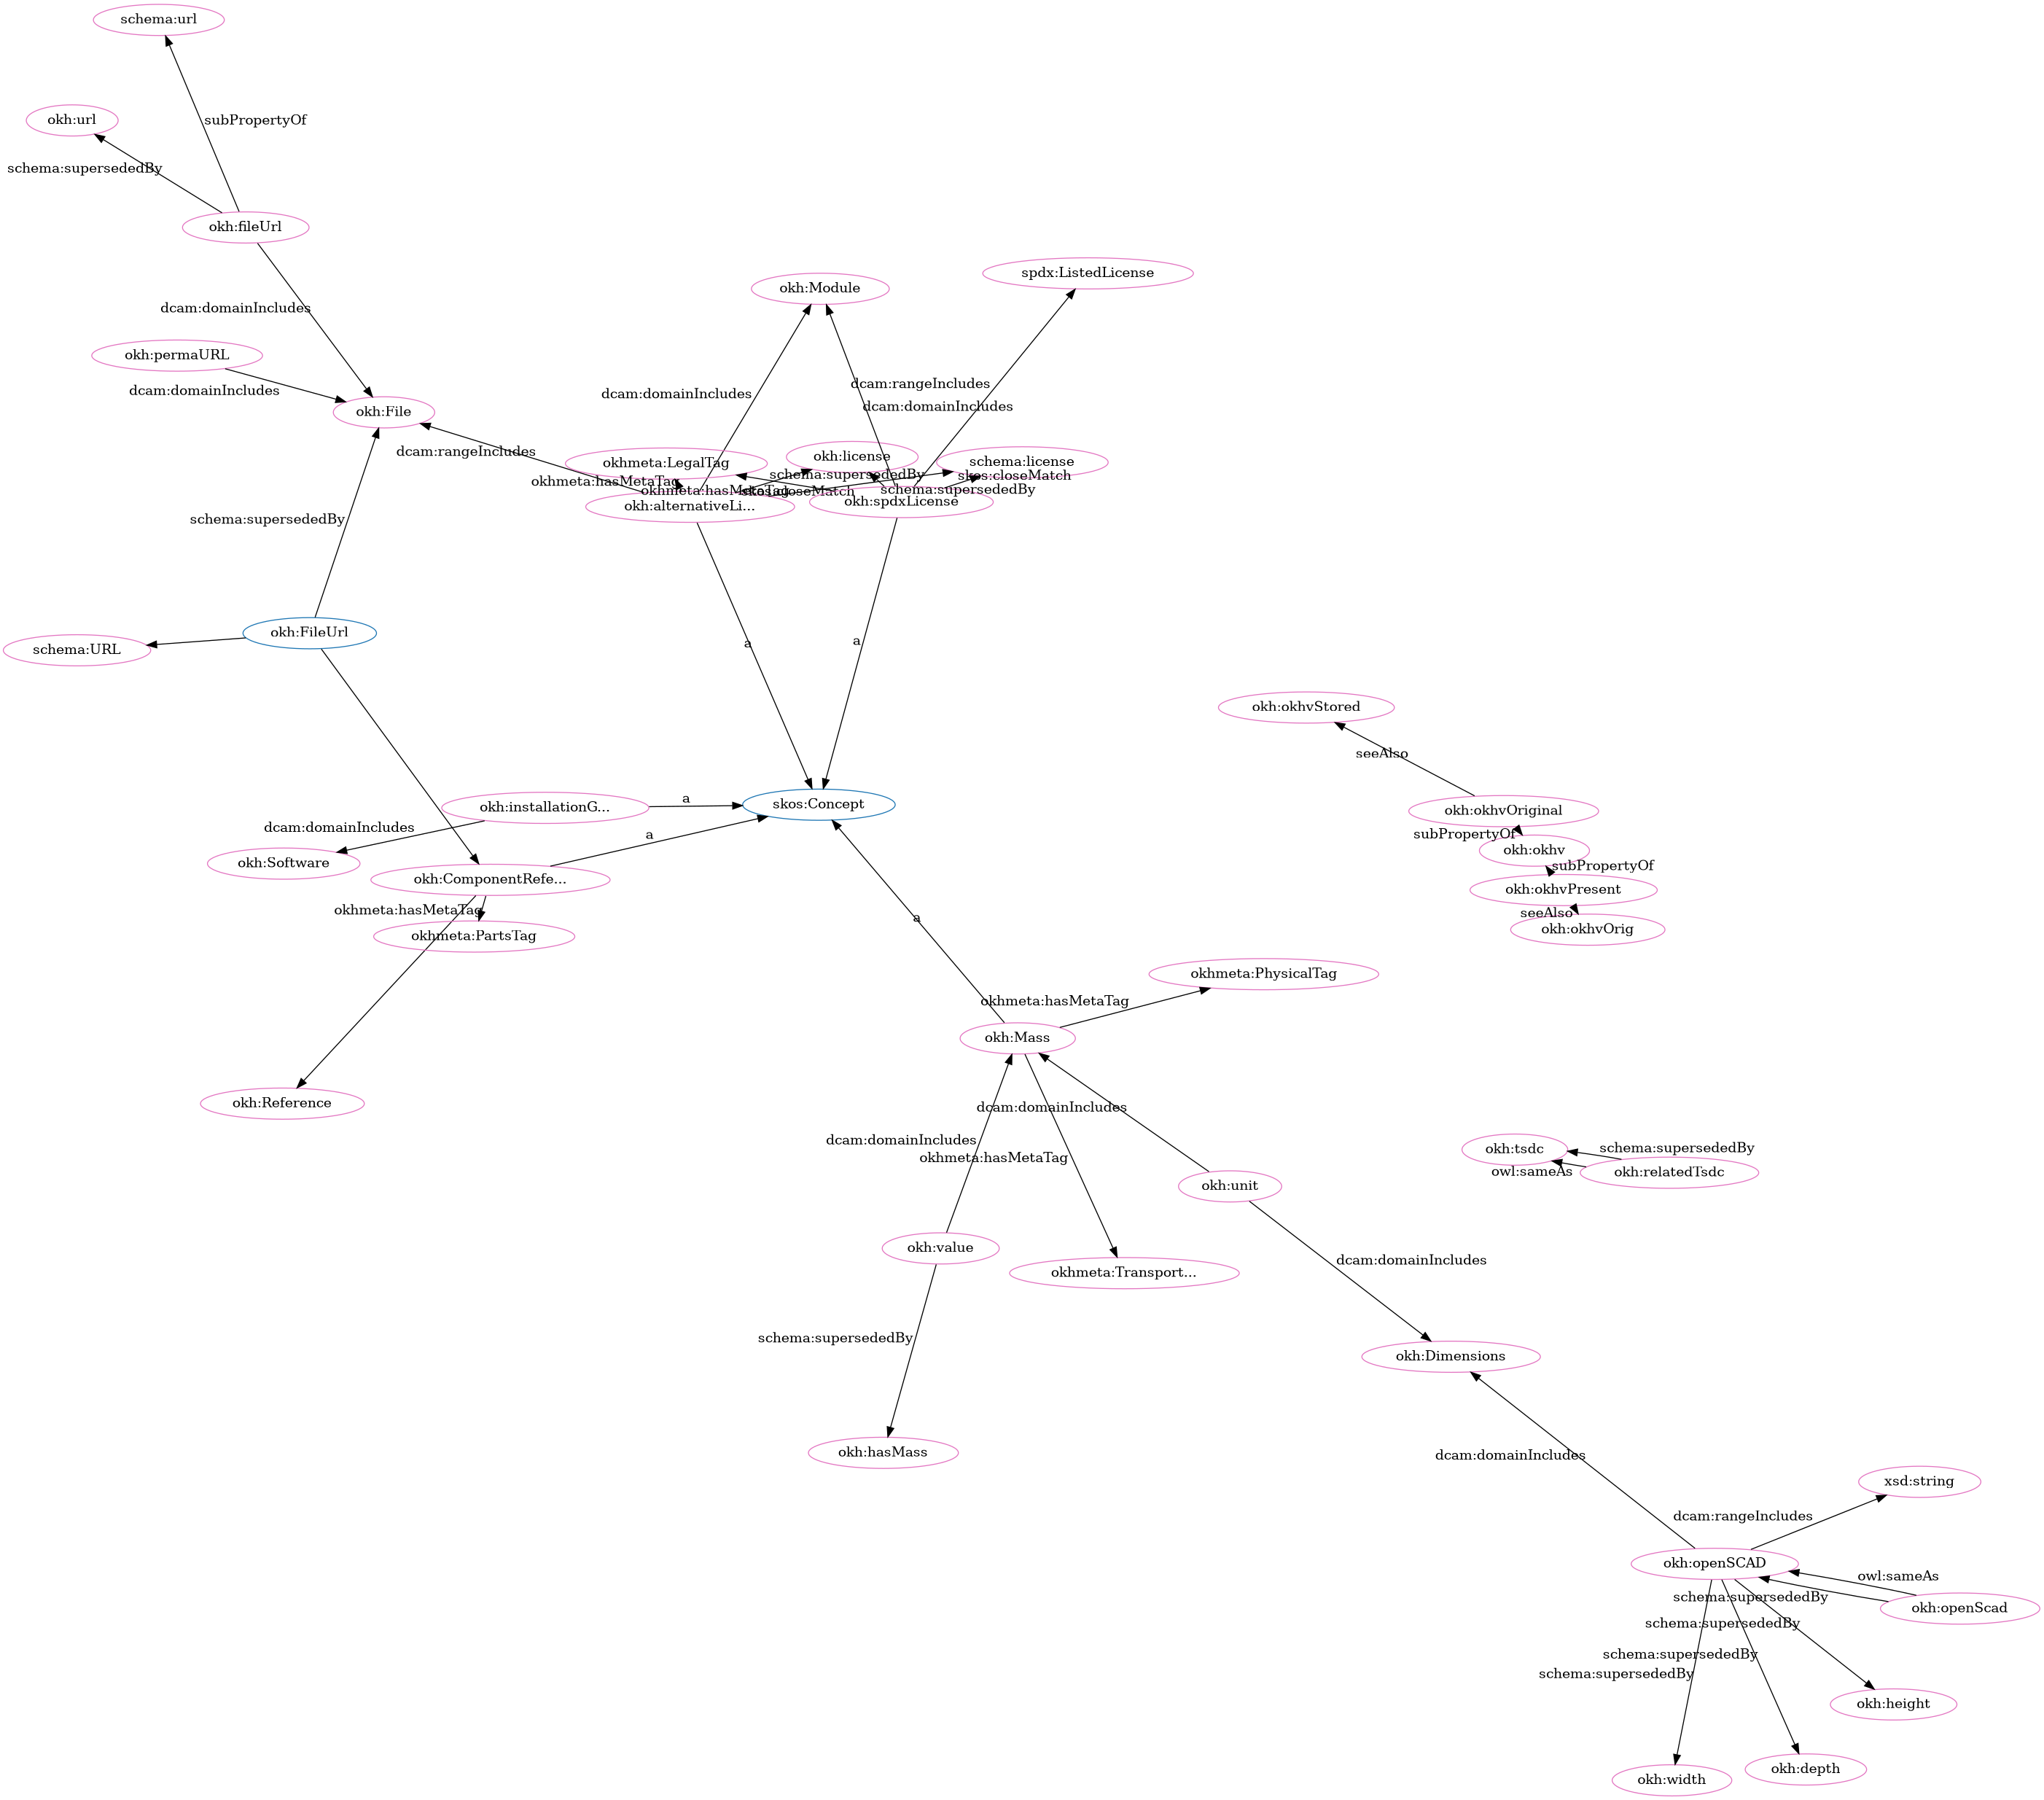 schema:url
okh:url
subPropertyOf
schema:supersededBy
okh:fileUrl
spdx:ListedLicense
okh:Module
dcam:domainIncludes
okh:permaURL
dcam:domainIncludes
dcam:rangeIncludes
dcam:domainIncludes
dcam:domainIncludes
okh:File
dcam:rangeIncludes
okhmeta:LegalTag
okh:license
schema:license
schema:supersededBy
skos:closeMatch
okhmeta:hasMetaTag
okhmeta:hasMetaTag
skos:closeMatch
schema:supersededBy
okh:alternativeLi...
okh:spdxLicense
schema:supersededBy
okh:FileUrl
schema:URL
a
a
okh:okhvStored
seeAlso
okh:installationG...
a
skos:Concept
okh:okhvOriginal
dcam:domainIncludes
a
subPropertyOf
okh:okhv
okh:Software
subPropertyOf
okh:ComponentRefe...
okh:okhvPresent
okhmeta:hasMetaTag
a
seeAlso
okhmeta:PartsTag
okh:okhvOrig
okhmeta:PhysicalTag
okhmeta:hasMetaTag
okh:Mass
okh:Reference
dcam:domainIncludes
dcam:domainIncludes
okhmeta:hasMetaTag
okh:tsdc
schema:supersededBy
owl:sameAs
okh:relatedTsdc
okh:unit
okh:value
dcam:domainIncludes
okhmeta:Transport...
schema:supersededBy
okh:Dimensions
okh:hasMass
dcam:domainIncludes
xsd:string
dcam:rangeIncludes
okh:openSCAD
owl:sameAs
schema:supersededBy
okh:openScad
schema:supersededBy
schema:supersededBy
schema:supersededBy
okh:height
okh:depth
okh:width